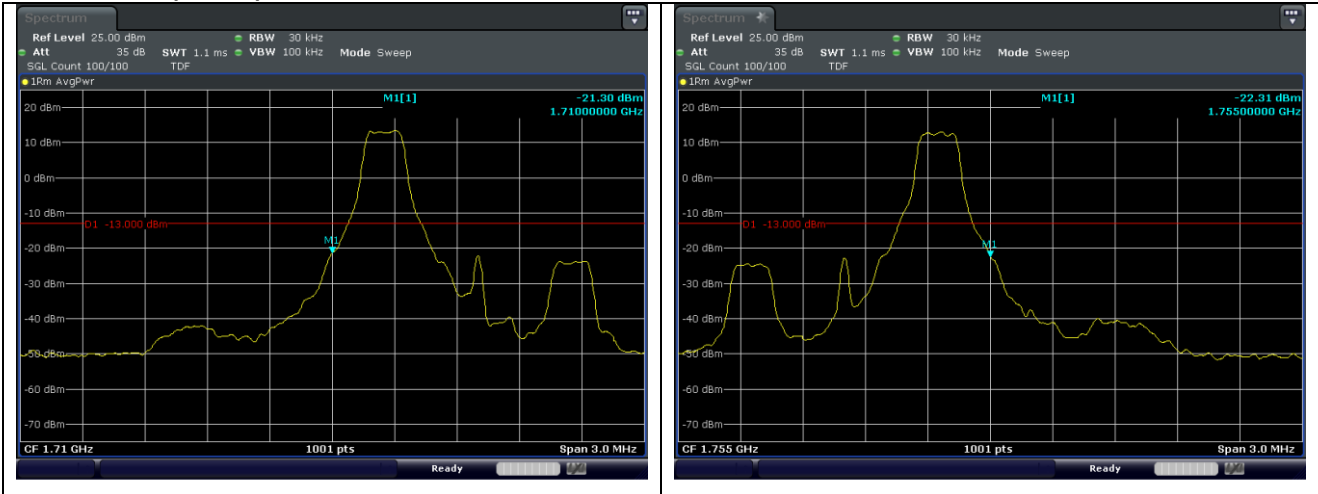 Spectrum
Ref Level 25.00 dBm RBW 30 kHz
Att 35 dB SWT 1.1 ms VBW 100 kHz Mode Sweep
SGL Count 100/100 TDF
1Rm AvgPwr
M1[1] -21.30 dBm
1.71000000 GHz
20 dBm
10 dBm
0 dBm
-10 dBm
D1 -13.000 dBm
M1
-20 dBm
-30 dBm
-40 dBm
-50 dBm
-60 dBm
-70 dBm
CF 1.71 GHz 1001 pts Span 3.0 MHz
Ready
Spectrum
Ref Level 25.00 dBm RBW 30 kHz
Att 35 dB SWT 1.1 ms VBW 100 kHz Mode Sweep
SGL Count 100/100 TDF
1Rm AvgPwr
M1[1] -22.31 dBm
1.75500000 GHz
20 dBm
10 dBm
0 dBm
-10 dBm
D1 -13.000 dBm
M1
-20 dBm
-30 dBm
-40 dBm
-50 dBm
-60 dBm
-70 dBm
CF 1.755 GHz 1001 pts Span 3.0 MHz
Ready